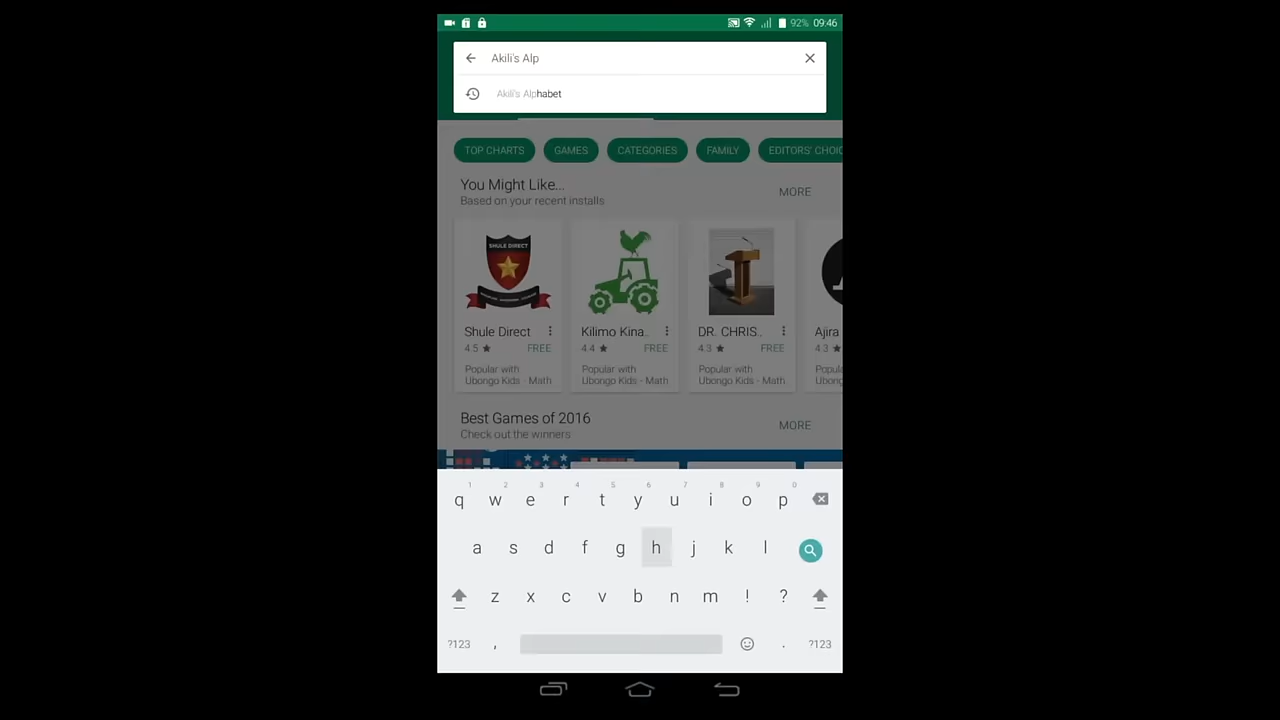 92% 09:46
Akili's Alp
Akili's Alphabet
TOP CHARTS GAMES CATEGORIES FAMILY EDITORS' CHOIC
You Might Like...
Based on your recent installs
MORE
SHULE DIRECT
Shule Direct
4.5 ★ FREE
Popular with
Ubongo Kids - Math
Kilimo Kina..
4.4 ★ FREE
Popular with
Ubongo Kids - Math
DR. CHRIS..
4.3 ★ FREE
Popular with
Ubongo Kids - Math
Ajira
4.3 ★
Popula
Ubong
Best Games of 2016
Check out the winners
MORE
1 2 3 4 5 6 7 8 9 0
q w e r t y u i o p
a s d f g h j k l
z x c v b n m ! ?
?123 , . ?123